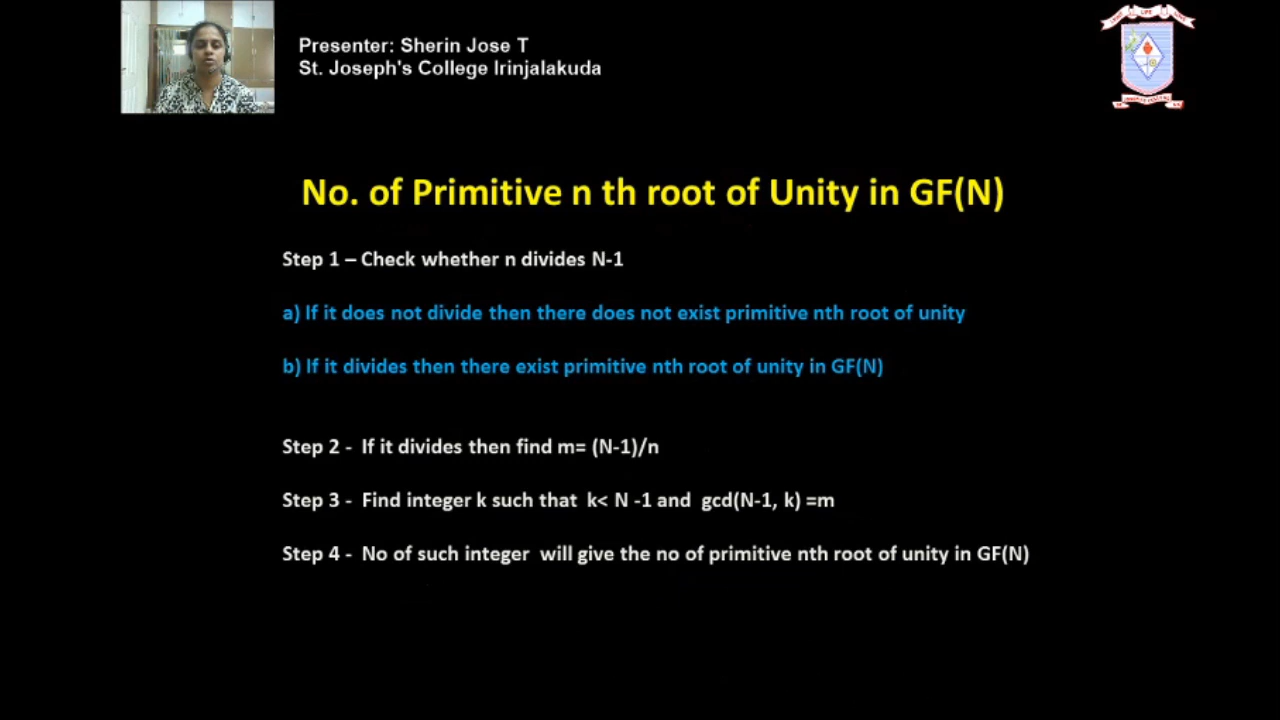 Presenter: Sherin Jose T
St. Joseph's College Irinjalakuda
No. of Primitive n th root of Unity in GF(N)
Step 1 – Check whether n divides N-1
a) If it does not divide then there does not exist primitive nth root of unity
b) If it divides then there exist primitive nth root of unity in GF(N)
Step 2 - If it divides then find m= (N-1)/n
Step 3 - Find integer k such that k< N -1 and gcd(N-1, k) =m
Step 4 - No of such integer will give the no of primitive nth root of unity in GF(N)